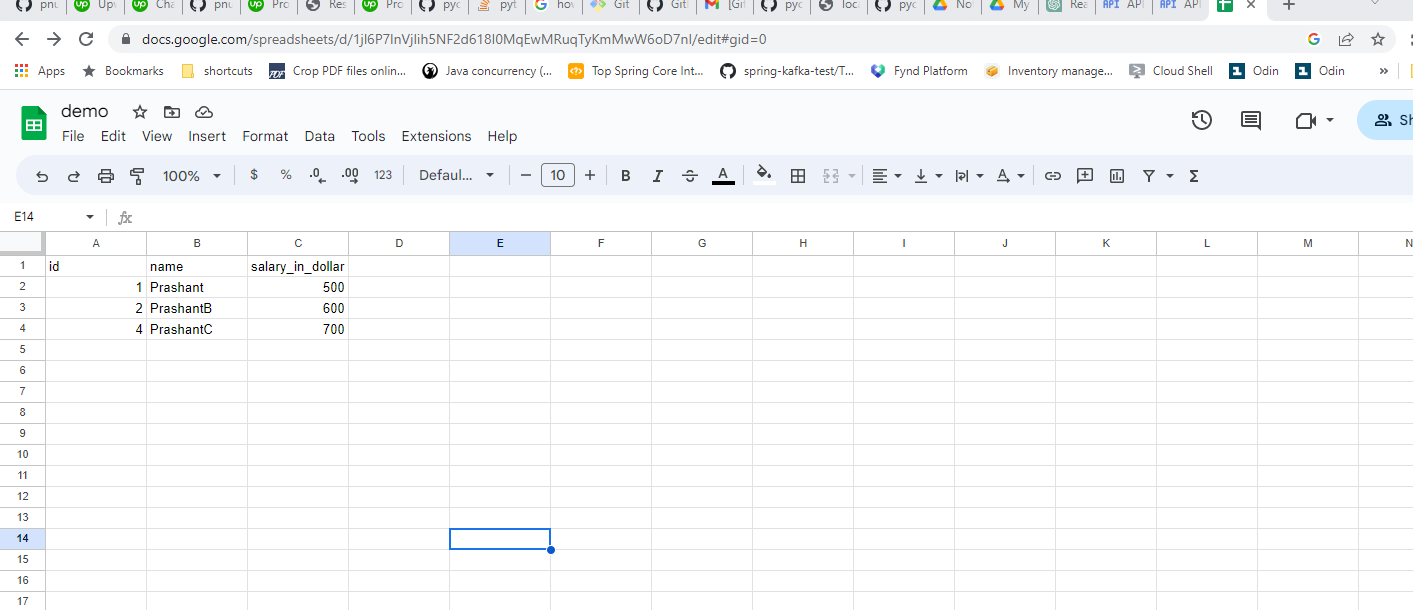 pnu Up Cha pnu Pro Res Pro pyc pyt hov Git Gitl [Git pyc loca pyc No My Rea API API API API
docs.google.com/spreadsheets/d/1jI6P7InVjIih5NF2d618I0MqEwMRuqTyKmMwW6oD7nI/edit#gid=0
Apps Bookmarks shortcuts Crop PDF files onlin... Java concurrency (... Top Spring Core Int... spring-kafka-test/T... Fynd Platform Inventory manage... Cloud Shell Odin Odin »
demo
File Edit View Insert Format Data Tools Extensions Help
Sh
100% $ % .0 .00 123 Defaul... − 10 + B I A
E14 fx
A B C D E F G H I J K L M N
1 id name salary_in_dollar
2 1 Prashant 500
3 2 PrashantB 600
4 4 PrashantC 700
5
6
7
8
9
10
11
12
13
14
15
16
17